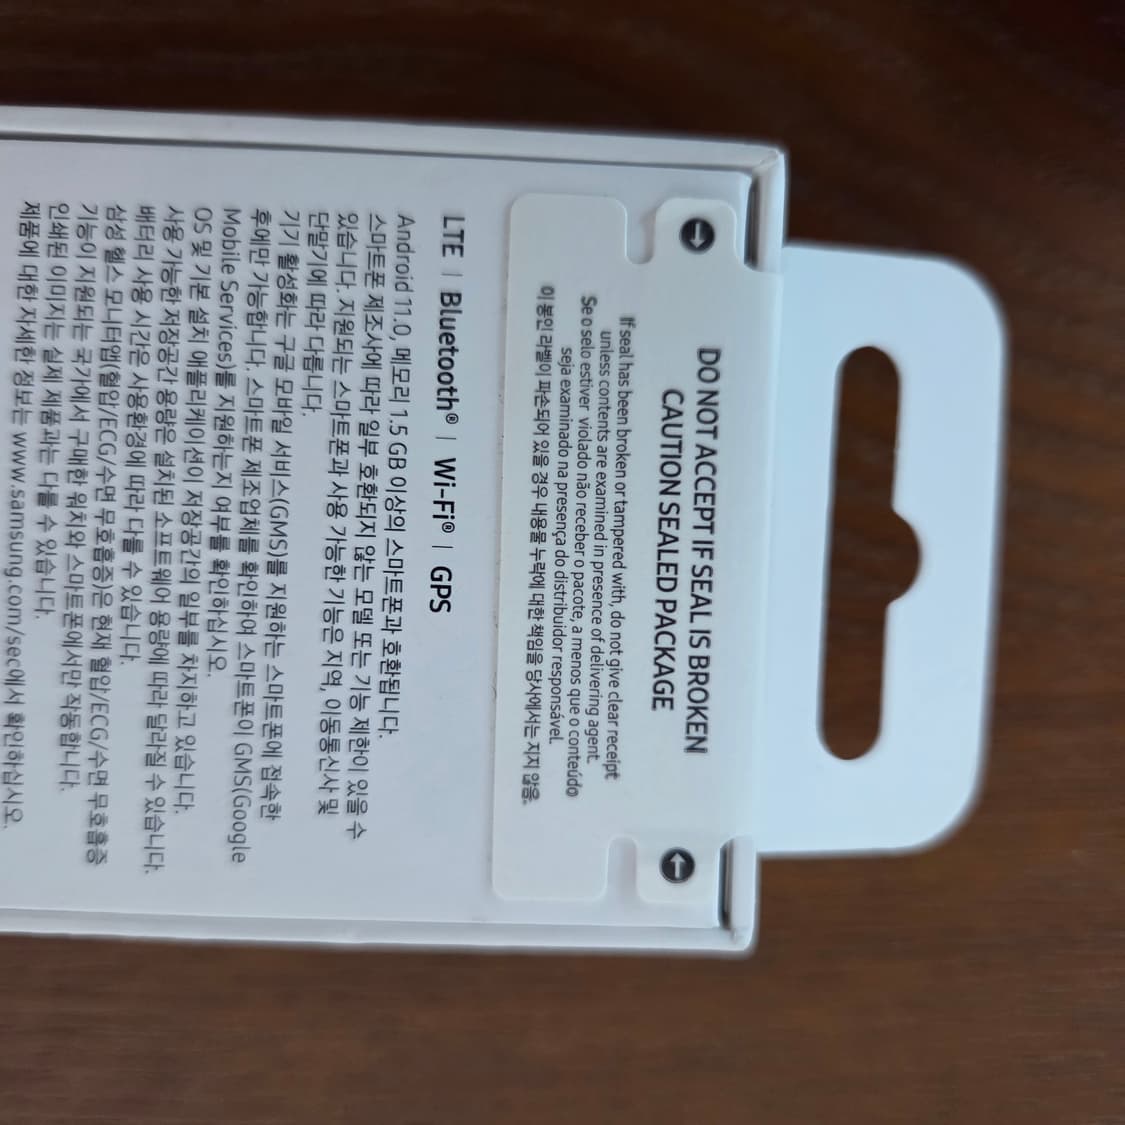 DO NOT ACCEPT IF SEAL IS BROKEN
CAUTION SEALED PACKAGE
If seal has been broken or tampered with, do not give clear receipt
unless contents are examined in presence of delivering agent.
Se o selo estiver violado não receber o pacote, a menos que o conteúdo
seja examinado na presença do distribuidor responsável.
이 봉인 라벨이 파손되어 있을 경우 내용물 누락에 대한 책임을 당사에서는 지지 않음.
LTE | Bluetooth® | Wi-Fi® | GPS
Android 11.0, 메모리 1.5 GB 이상의 스마트폰과 호환됩니다.
스마트폰 제조사에 따라 일부 호환되지 않는 모델 또는 기능 제한이 있을 수
있습니다. 지원되는 스마트폰과 사용 가능한 기능은 지역, 이동통신사 및
단말기에 따라 다릅니다.
기기 활성화는 구글 모바일 서비스(GMS)를 지원하는 스마트폰에 접속한
후에만 가능합니다. 스마트폰 제조업체를 확인하여 스마트폰이 GMS(Google
Mobile Services)를 지원하는지 여부를 확인하십시오.
OS 및 기본 설치 애플리케이션이 저장공간의 일부를 차지하고 있습니다.
사용 가능한 저장공간 용량은 설치된 소프트웨어 용량에 따라 달라질 수 있습니다.
배터리 사용 시간은 사용환경에 따라 다를 수 있습니다.
삼성 헬스 모니터앱(혈압/ECG/수면 무호흡증)은 현재 혈압/ECG/수면 무호흡증
기능이 지원되는 국가에서 구매한 워치와 스마트폰에서만 작동합니다.
인쇄된 이미지는 실제 제품과는 다를 수 있습니다.
제품에 대한 자세한 정보는 www.samsung.com/sec에서 확인하십시오.